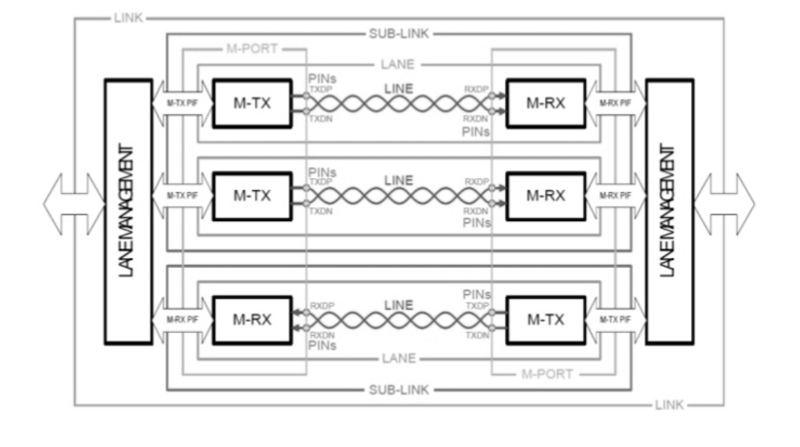 LINK
SUB-LINK
M-PORT
LANE
PINs
TXDP
LINE
RXDP
M-TX PIF
M-TX
M-RX
M-RX PIF
TXDN
RXDN
PINs
LANE MANAGEMENT
LANE MANAGEMENT
PINs
TXDP
LINE
RXDP
M-TX PIF
M-TX
M-RX
M-RX PIF
TXDN
RXDN
PINs
PINs
RXDP
LINE
TXDP
M-RX PIF
M-RX
M-TX
M-TX PIF
RXDN
TXDN
PINs
LANE
M-PORT
SUB-LINK
LINK